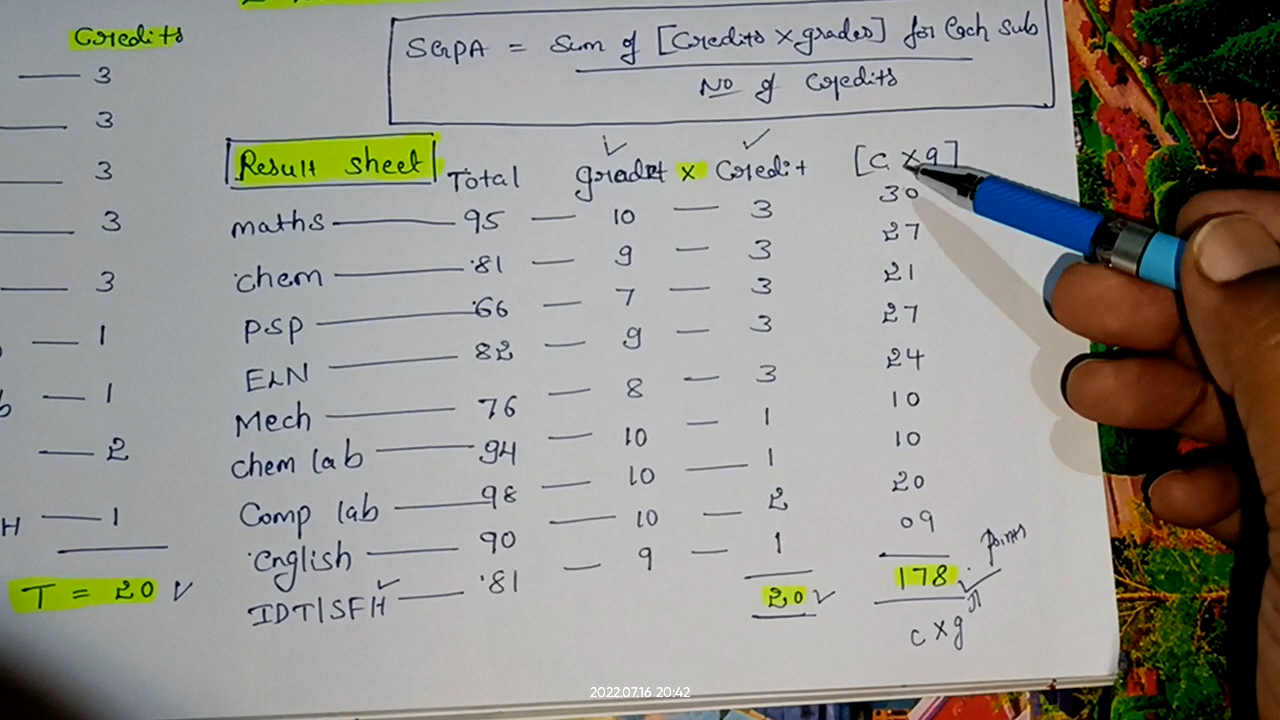 Credits
3
3
3
3
3
1
1
2
H 1
T = 20
SGPA = Sum of [Credits x grades] for Each sub
No of Credits
Result sheet Total grade x Credit [C x g]
maths 95 10 3 30
chem 81 9 3 27
PSP 66 7 3 21
ELN 82 9 3 27
Mech 76 8 3 24
chem lab 94 10 1 10
Comp lab 98 10 1 10
English 90 10 2 20
IDT/SFH 81 9 1 09
20 178 points
c x g
2022.07.16 20:42